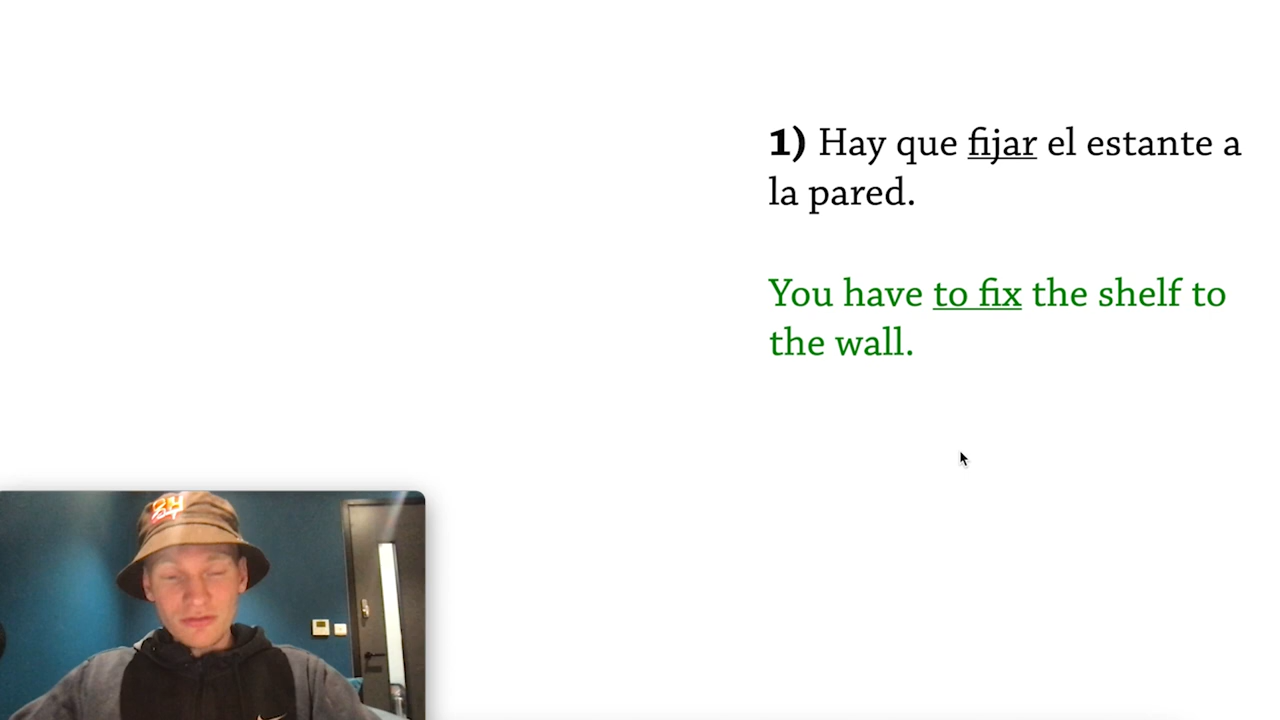 1) Hay que fijar el estante a
la pared.
You have to fix the shelf to
the wall.